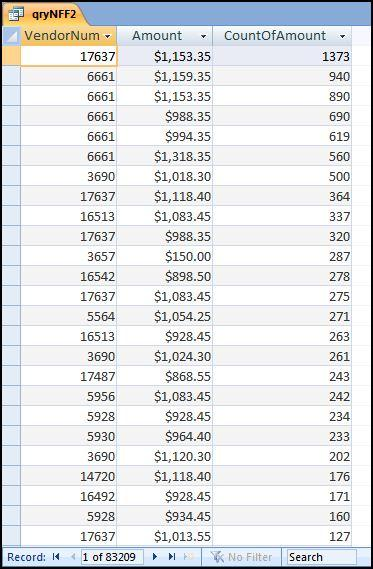 qryNFF2
VendorNum Amount CountOfAmount
17637 $1,153.35 1373
6661 $1,159.35 940
6661 $1,153.35 890
6661 $988.35 690
6661 $994.35 619
6661 $1,318.35 560
3690 $1,018.30 500
17637 $1,118.40 364
16513 $1,083.45 337
17637 $988.35 320
3657 $150.00 287
16542 $898.50 278
17637 $1,083.45 275
5564 $1,054.25 271
16513 $928.45 263
3690 $1,024.30 261
17487 $868.55 243
5956 $1,083.45 242
5928 $928.45 234
5930 $964.40 233
3690 $1,120.30 202
14720 $1,118.40 176
16492 $928.45 171
5928 $934.45 160
17637 $1,013.55 127
Record: 1 of 83209 No Filter Search